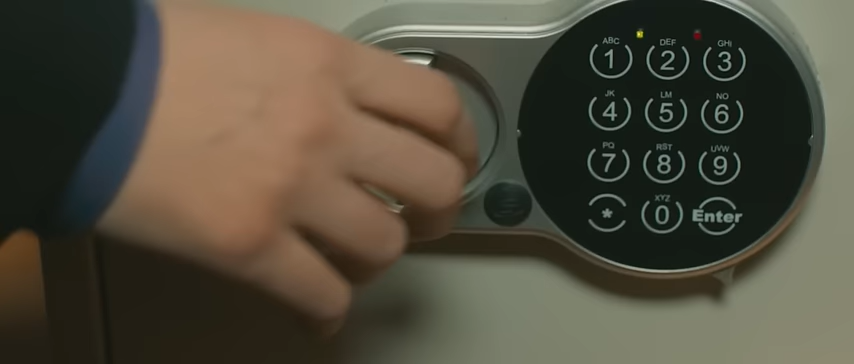 ABC DEF GHI
1 2 3
JK LM NO
4 5 6
PQ RST UVW
7 8 9
XYZ
* 0 Enter